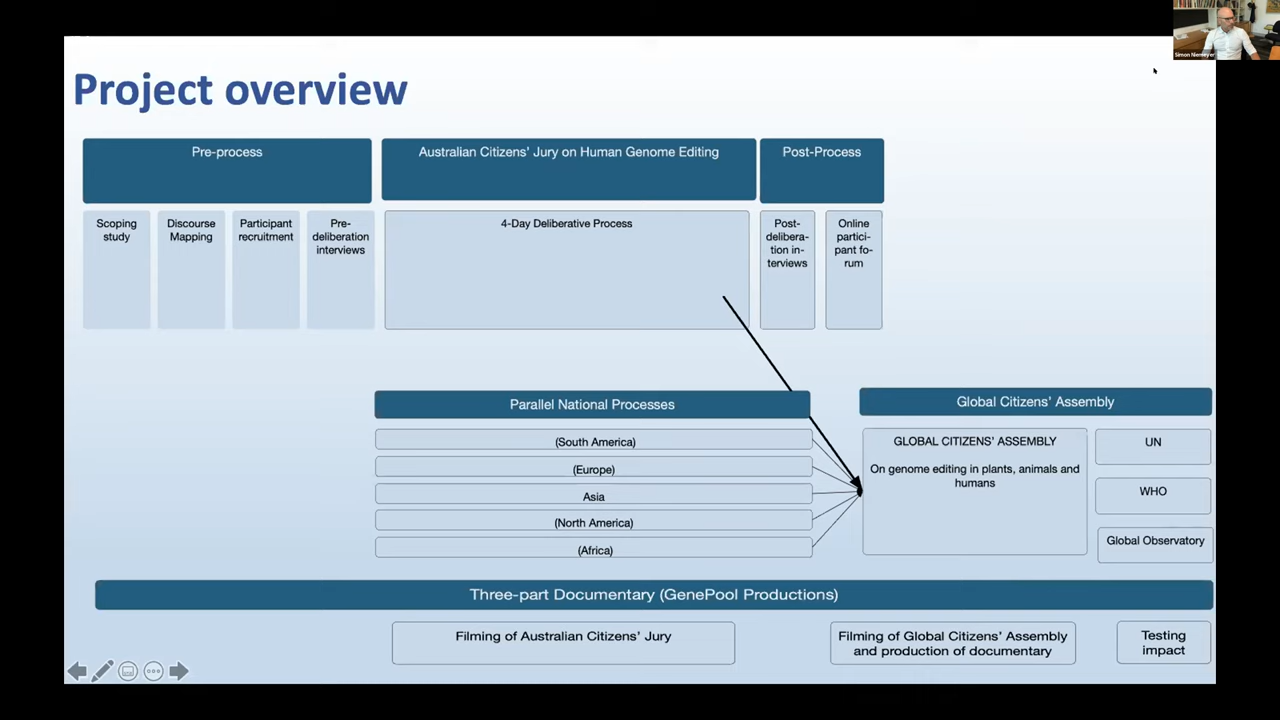 Simon Niemeyer
Project overview
Pre-process
Australian Citizens' Jury on Human Genome Editing
Post-Process
Scoping
study
Discourse
Mapping
Participant
recruitment
Pre-
deliberation
interviews
4-Day Deliberative Process
Post-
delibera-
tion in-
terviews
Online
partici-
pant fo-
rum
Parallel National Processes
(South America)
(Europe)
Asia
(North America)
(Africa)
Global Citizens' Assembly
GLOBAL CITIZENS' ASSEMBLY
On genome editing in plants, animals and
humans
UN
WHO
Global Observatory
Three-part Documentary (GenePool Productions)
Filming of Australian Citizens' Jury
Filming of Global Citizens' Assembly
and production of documentary
Testing
impact